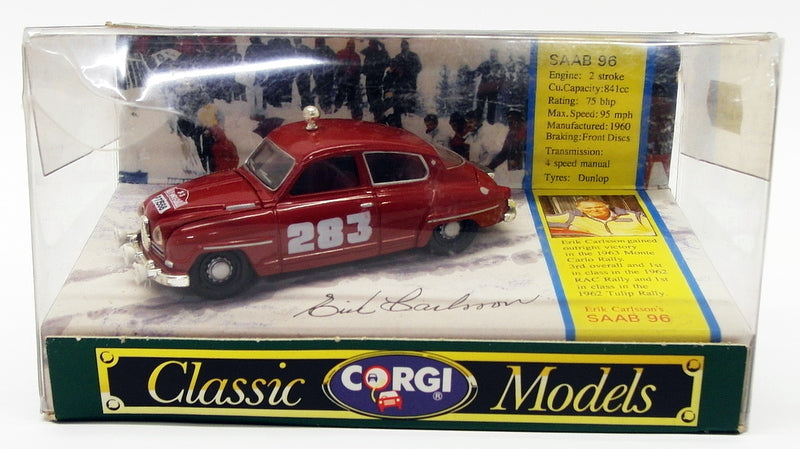 SAAB 96
Engine: 2 stroke
Cu.Capacity:841cc
Rating: 75 bhp
Max.Speed: 95 mph
Manufactured: 1960
Braking:Front Discs
Transmission:
4 speed manual
Tyres: Dunlop
Erik Carlsson gained
outright victory
in the 1963 Monte
Carlo Rally.
3rd overall and 1st
in class in the 1962
RAC Rally and 1st
in class in the
1962 Tulip Rally.
Erik Carlsson's
SAAB 96
283
Erik Carlsson
Classic CORGI ® Models